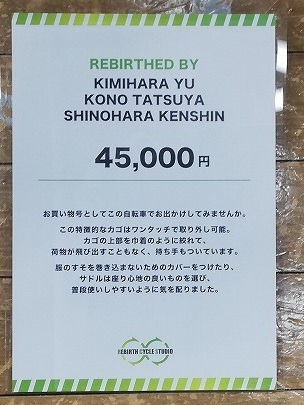 REBIRTHED BY
KIMIHARA YU
KONO TATSUYA
SHINOHARA KENSHIN
45,000円
お買い物号としてこの自転車でお出かけしてみませんか。
この特徴的なカゴはワンタッチで取り外し可能。
カゴの上部を巾着のように絞れて、
荷物が飛び出すこともなく、持ち手もついています。
服のすそを巻き込まないためのカバーをつけたり、
サドルは座り心地の良いものを選び、
普段使いしやすいように気を配りました。
REBIRTH CYCLE STUDIO